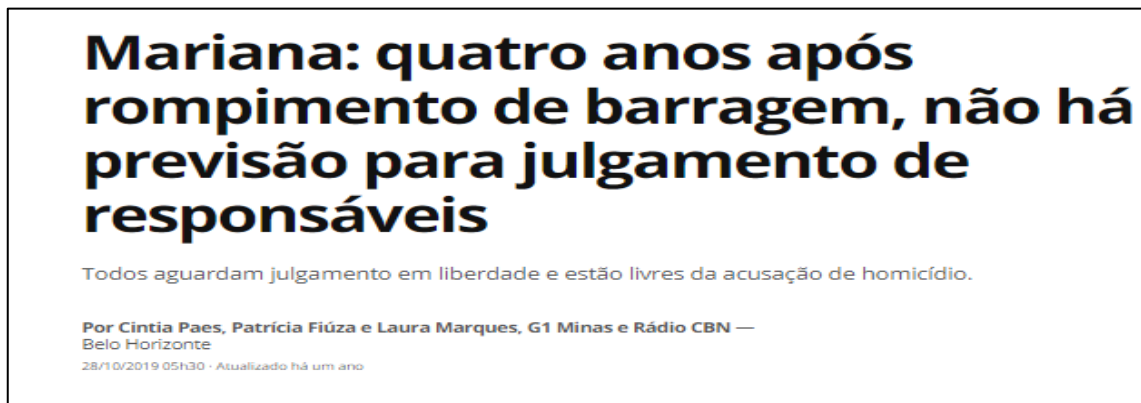 Mariana: quatro anos após
rompimento de barragem, não há
previsão para julgamento de
responsáveis
Todos aguardam julgamento em liberdade e estão livres da acusação de homicídio.
Por Cintia Paes, Patrícia Fiúza e Laura Marques, G1 Minas e Rádio CBN —
Belo Horizonte
28/10/2019 05h30 · Atualizado há um ano